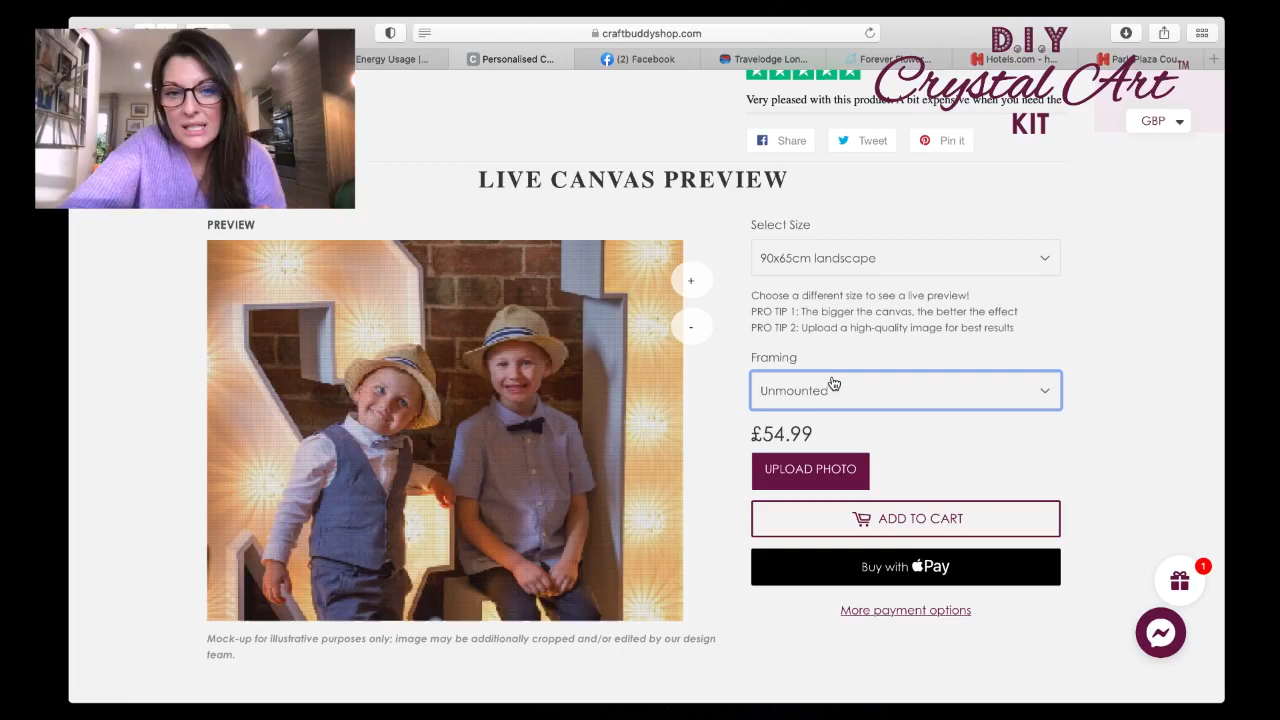 craftbuddyshop.com
Energy Usage |...
Personalised C...
(2) Facebook
Travelodge Lon...
Forever Flower...
Hotels.com - h...
Park Plaza Cou...
D.I.Y
Crystal Art™
KIT
Very pleased with this product. A bit expensive when you need the
GBP
Share
Tweet
Pin it
LIVE CANVAS PREVIEW
PREVIEW
+
-
Select Size
90x65cm landscape
Choose a different size to see a live preview!
PRO TIP 1: The bigger the canvas, the better the effect
PRO TIP 2: Upload a high-quality image for best results
Framing
Unmounted
£54.99
UPLOAD PHOTO
ADD TO CART
Buy with Pay
More payment options
1
Mock-up for illustrative purposes only; image may be additionally cropped and/or edited by our design
team.